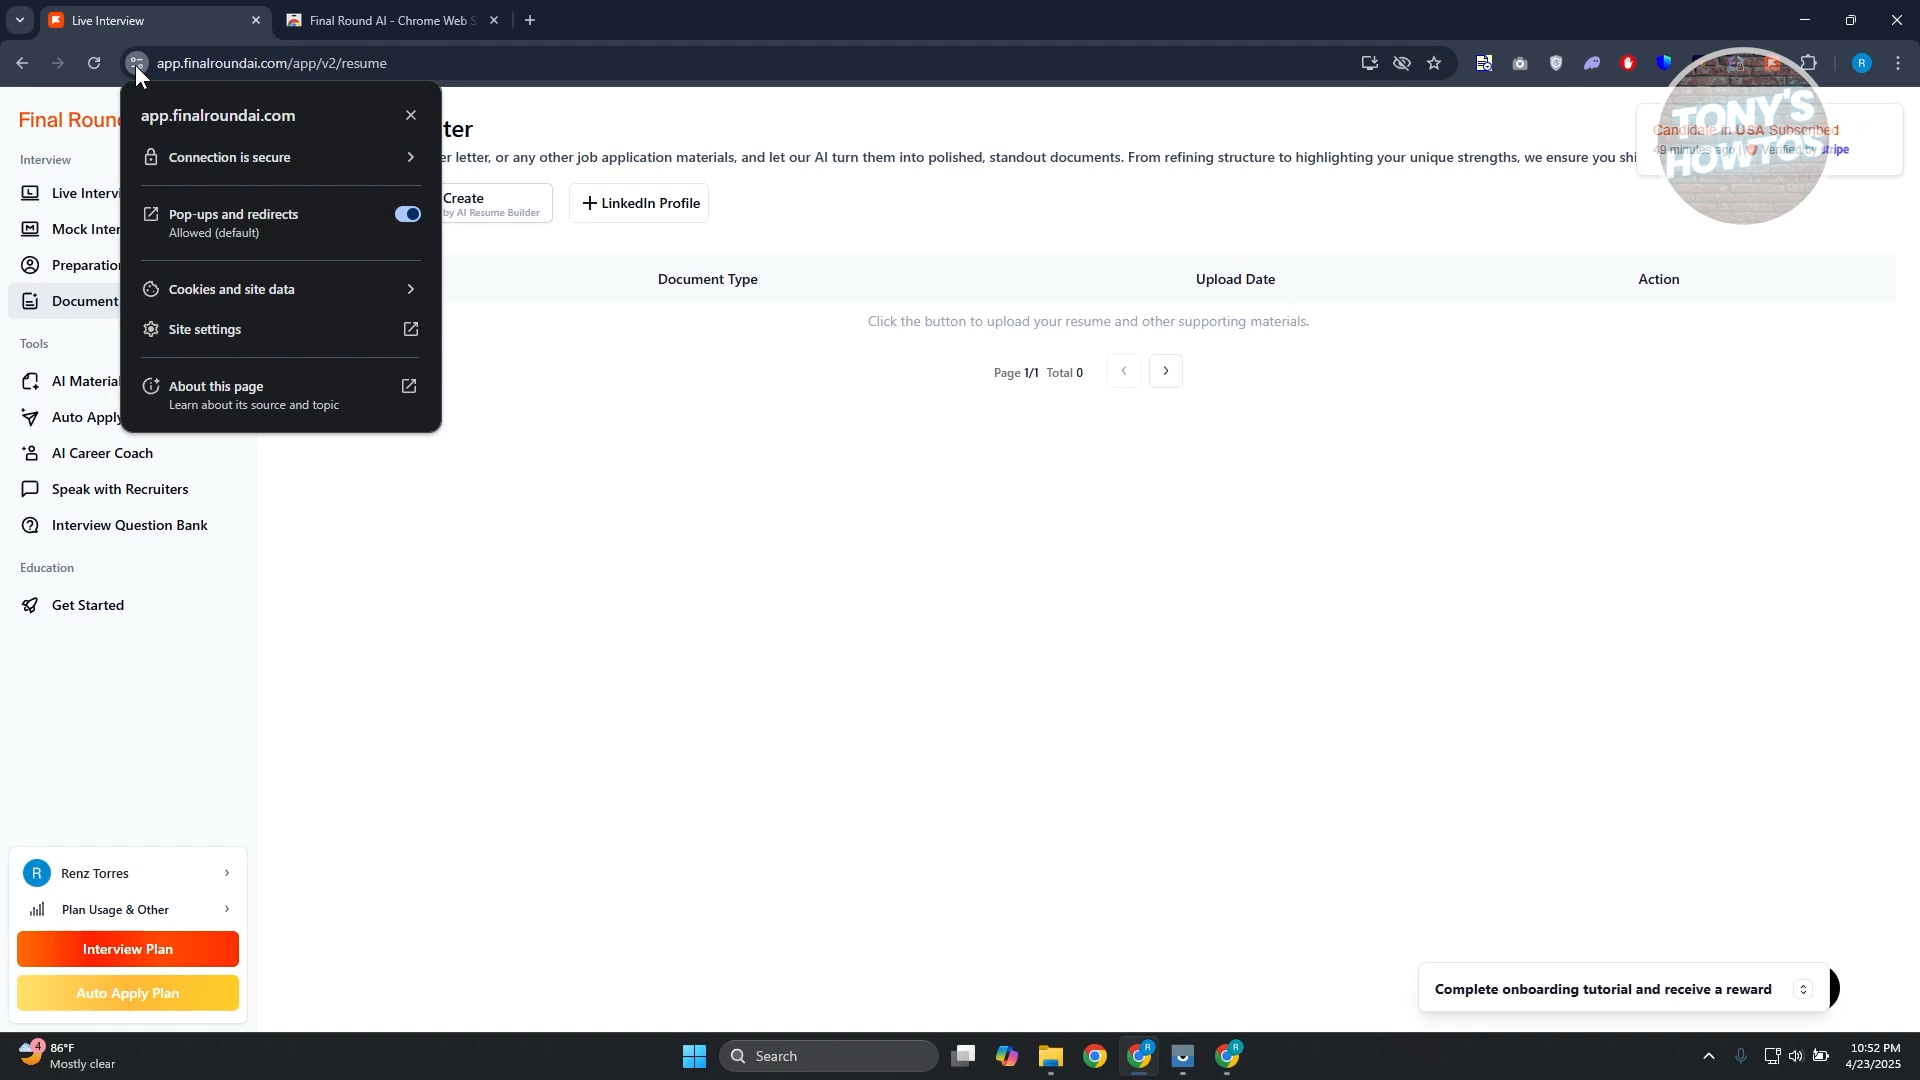 Live Interview
Final Round AI - Chrome Web S
app.finalroundai.com/app/v2/resume
R
app.finalroundai.com
Connection is secure
Pop-ups and redirects
Allowed (default)
Cookies and site data
Site settings
About this page
Learn about its source and topic
Final Roun
Interview
Live Intervi
Mock Inter
Preparation
Document
Tools
AI Material
Auto Apply
AI Career Coach
Speak with Recruiters
Interview Question Bank
Education
Get Started
R Renz Torres
Plan Usage & Other
Interview Plan
Auto Apply Plan
ter
er letter, or any other job application materials, and let our AI turn them into polished, standout documents. From refining structure to highlighting your unique strengths, we ensure you shi
Create
by AI Resume Builder
+ LinkedIn Profile
Document Type Upload Date Action
Click the button to upload your resume and other supporting materials.
Page 1/1 Total 0
Candidate in USA Subscribed
49 minutes ago | Verified by stripe
TONY'S
HOWTOS
Complete onboarding tutorial and receive a reward
4
86°F
Mostly clear
Search
R
R
10:52 PM
4/23/2025